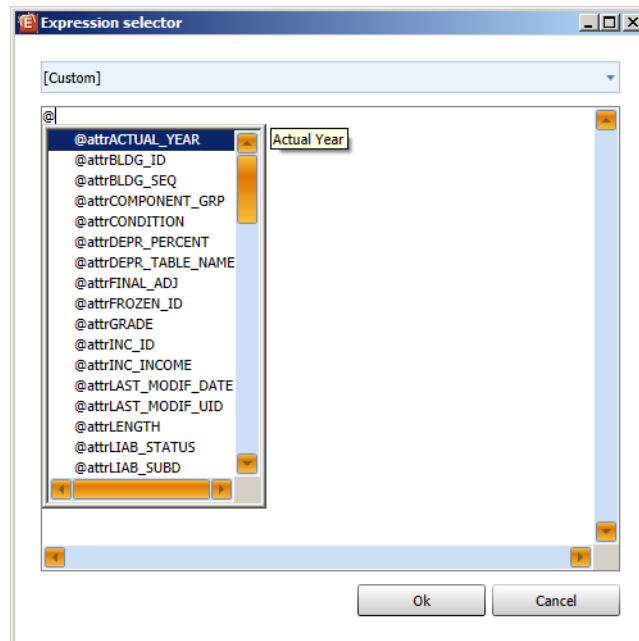 Expression selector
[Custom]
@
@attrACTUAL_YEAR
Actual Year
@attrBLDG_ID
@attrBLDG_SEQ
@attrCOMPONENT_GRP
@attrCONDITION
@attrDEPR_PERCENT
@attrDEPR_TABLE_NAME
@attrFINAL_ADJ
@attrFROZEN_ID
@attrGRADE
@attrINC_ID
@attrINC_INCOME
@attrLAST_MODIF_DATE
@attrLAST_MODIF_UID
@attrLENGTH
@attrLIAB_STATUS
@attrLIAB_SUBD
Ok
Cancel